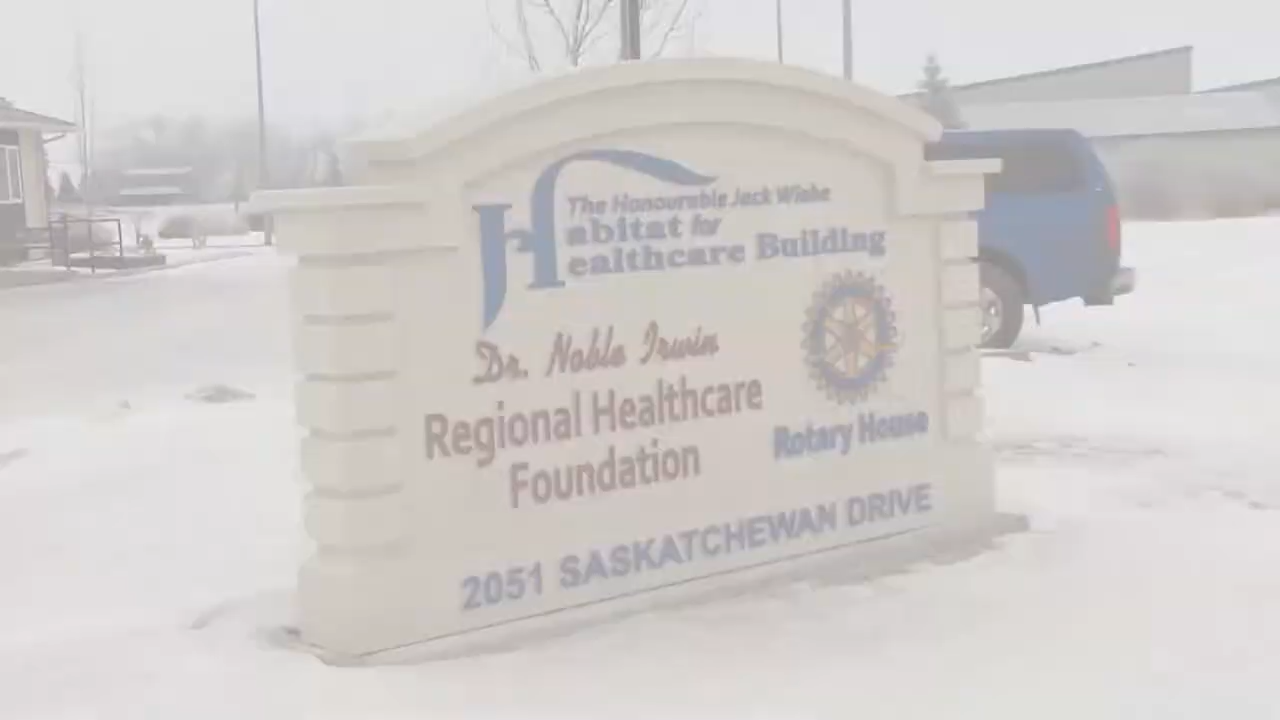 The Honourable Jack Wiebe
Habitat for
Healthcare Building
Dr. Noble Irwin
Regional Healthcare
Foundation
Rotary House
2051 SASKATCHEWAN DRIVE